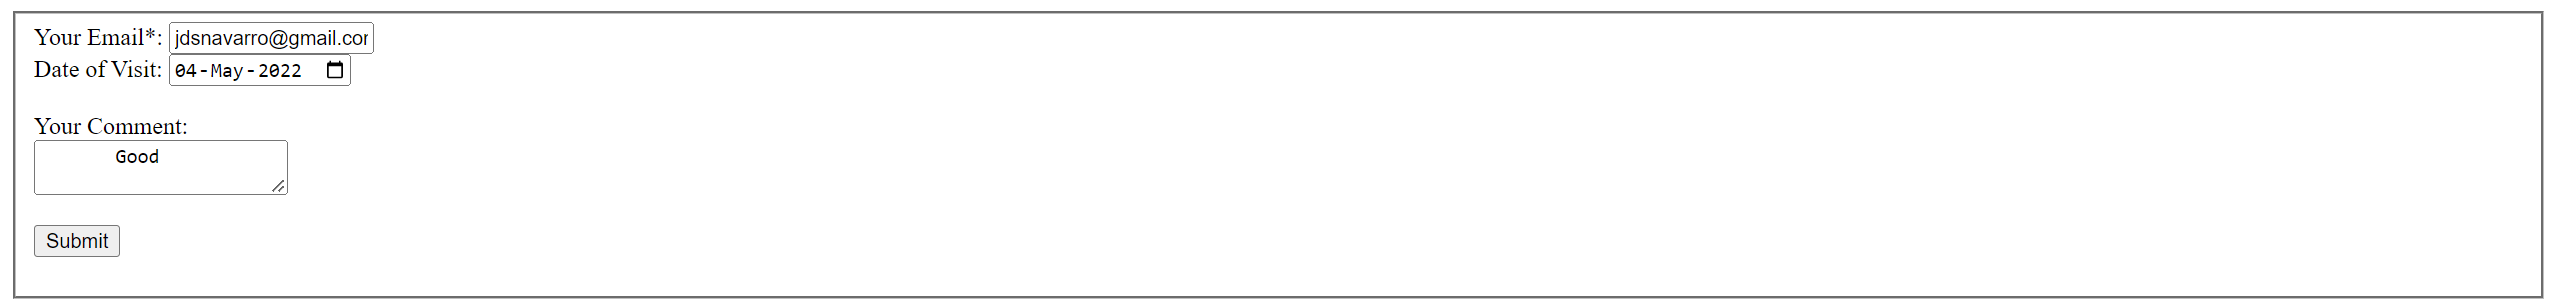 Your Email*: jdsnavarro@gmail.cor
Date of Visit: 04-May-2022
Your Comment:
Good
Submit